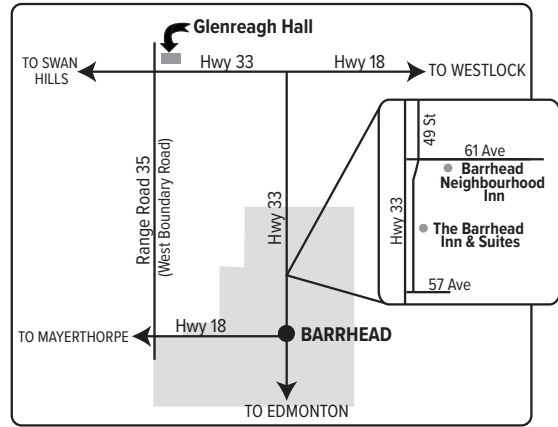 Glenreagh Hall
TO SWAN
HILLS
Hwy 33
Hwy 18
TO WESTLOCK
49 St
61 Ave
Barrhead
Neighbourhood
Inn
Range Road 35
(West Boundary Road)
Hwy 33
Hwy 33
The Barrhead
Inn & Suites
57 Ave
TO MAYERTHORPE
Hwy 18
BARRHEAD
TO EDMONTON